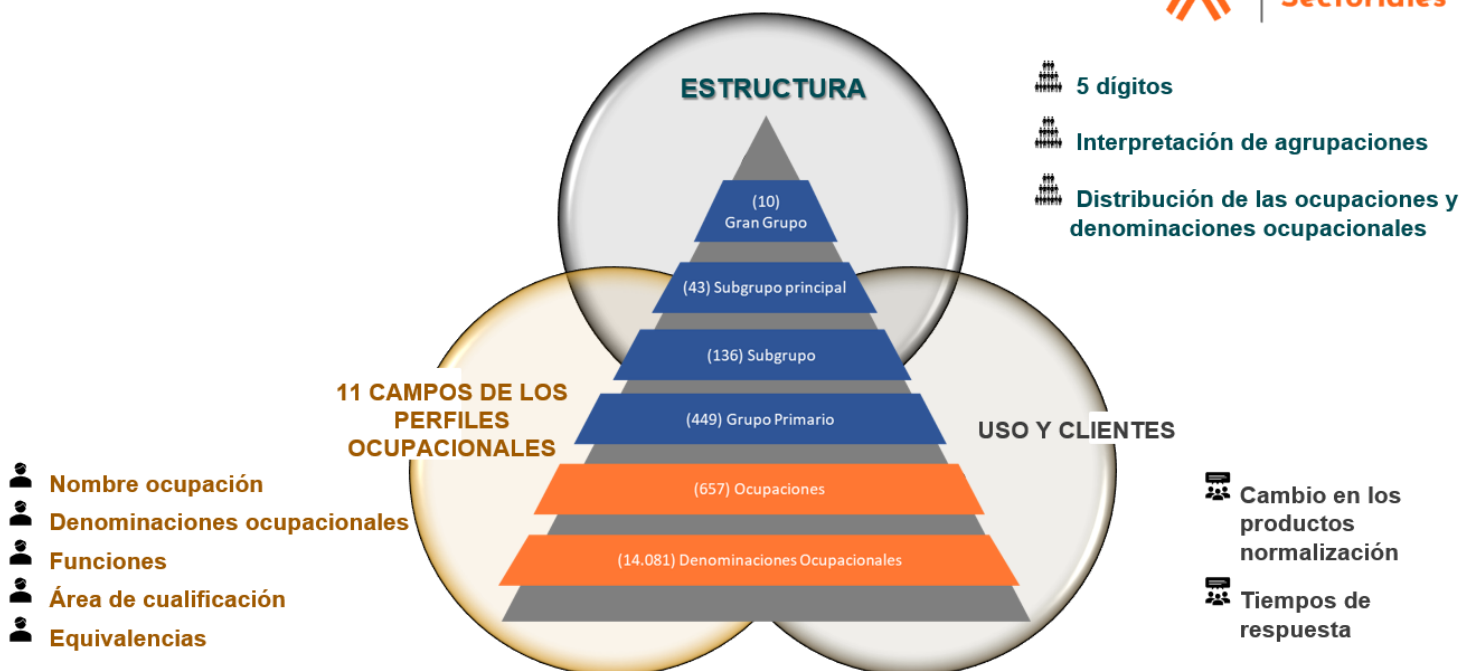 Sectoriales
ESTRUCTURA
5 dígitos
Interpretación de agrupaciones
Distribución de las ocupaciones y
denominaciones ocupacionales
(10)
Gran Grupo
(43) Subgrupo principal
(136) Subgrupo
(449) Grupo Primario
(657) Ocupaciones
(14.081) Denominaciones Ocupacionales
11 CAMPOS DE LOS
PERFILES
OCUPACIONALES
Nombre ocupación
Denominaciones ocupacionales
Funciones
Área de cualificación
Equivalencias
USO Y CLIENTES
Cambio en los
productos
normalización
Tiempos de
respuesta